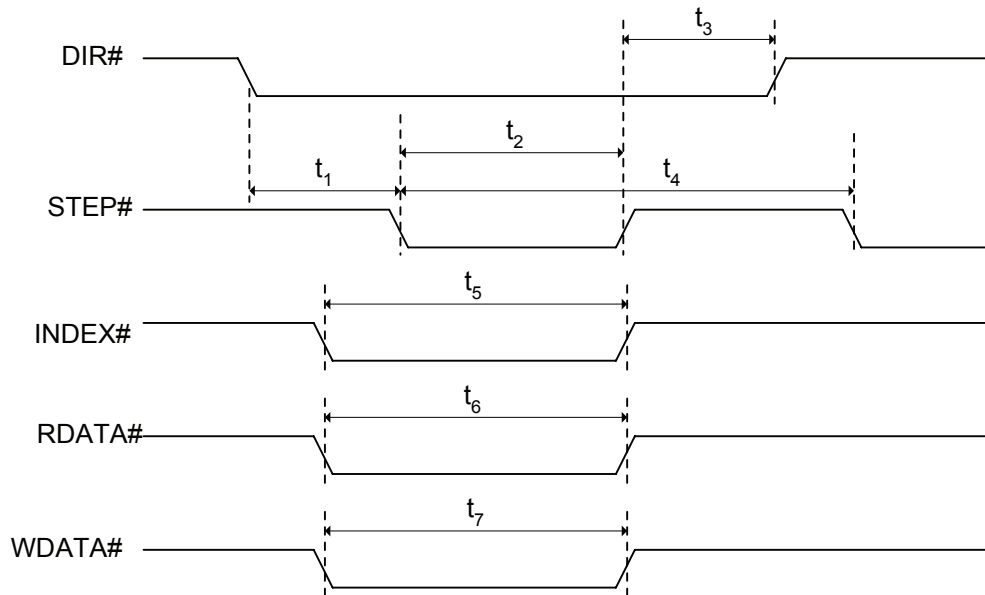 t₃
DIR#
t₂
t₁
t₄
STEP#
t₅
INDEX#
t₆
RDATA#
t₇
WDATA#